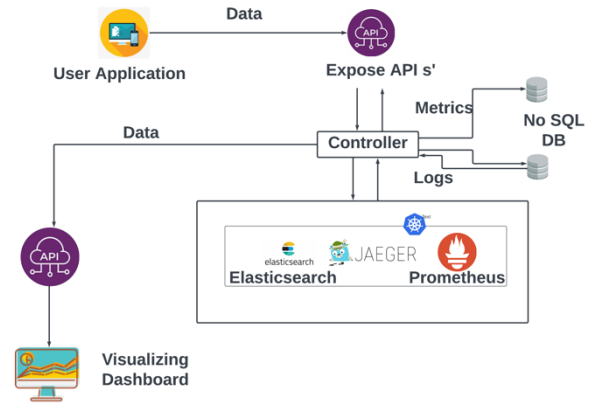 Data
API
User Application
Expose API s'
Metrics
No SQL
DB
Data
Controller
Logs
API
elasticsearch
JAEGER
Elasticsearch
Prometheus
Visualizing
Dashboard